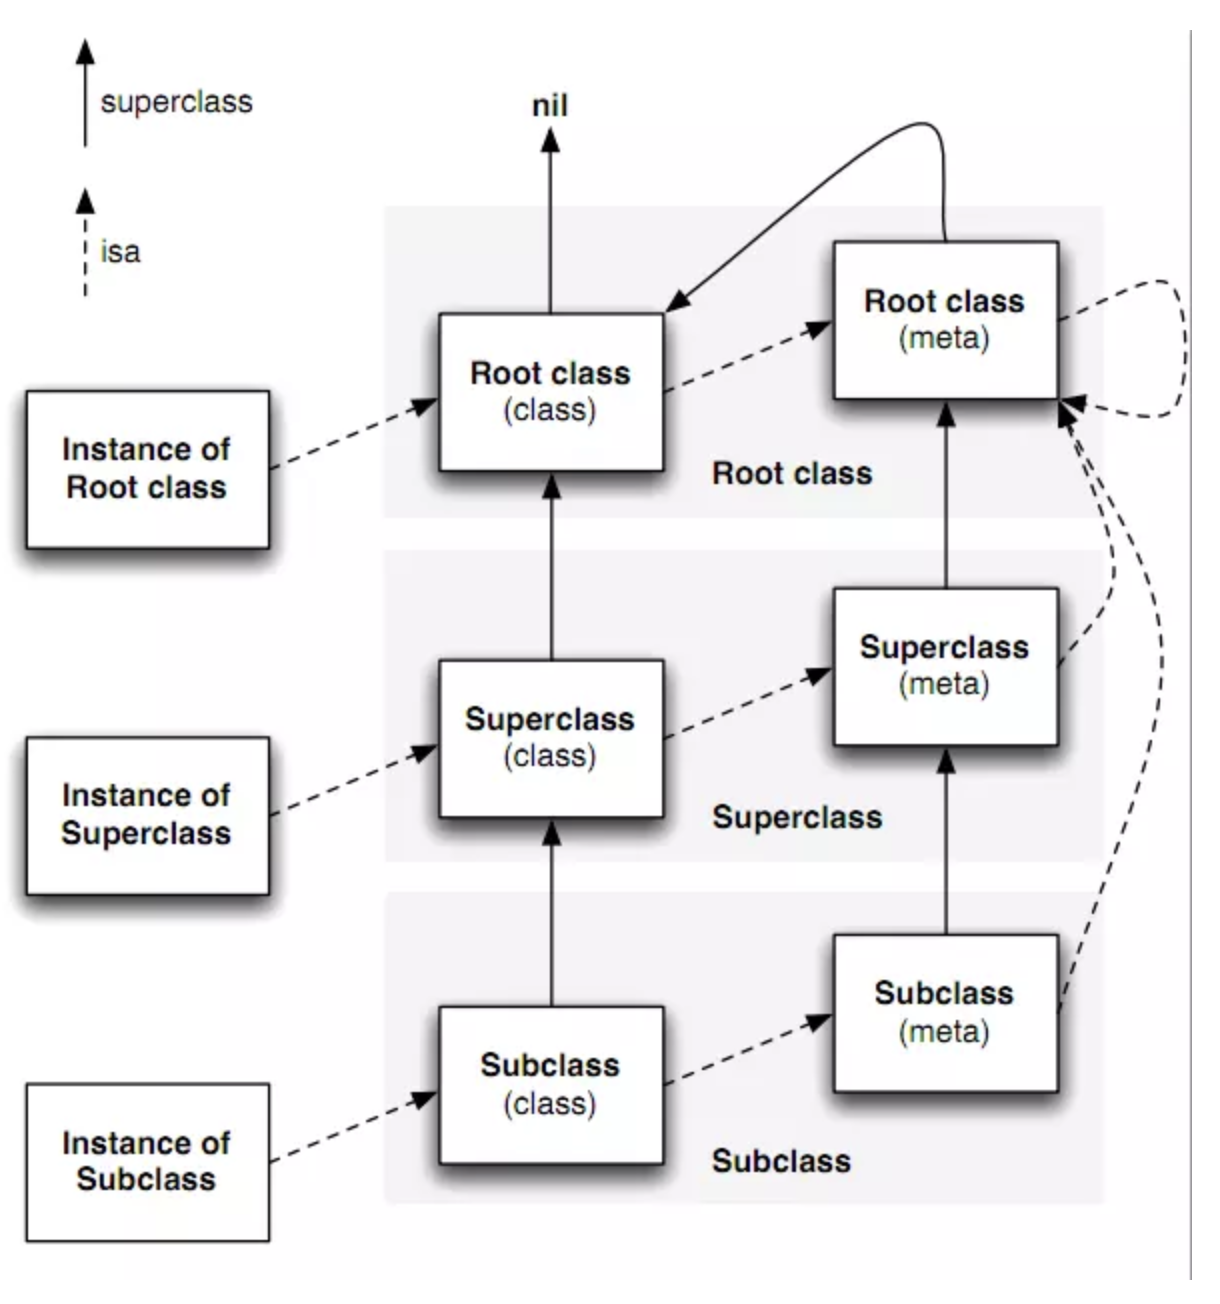 superclass
isa
nil
Root class
(meta)
Root class
(class)
Instance of
Root class
Root class
Superclass
(meta)
Superclass
(class)
Instance of
Superclass
Superclass
Subclass
(meta)
Subclass
(class)
Instance of
Subclass
Subclass